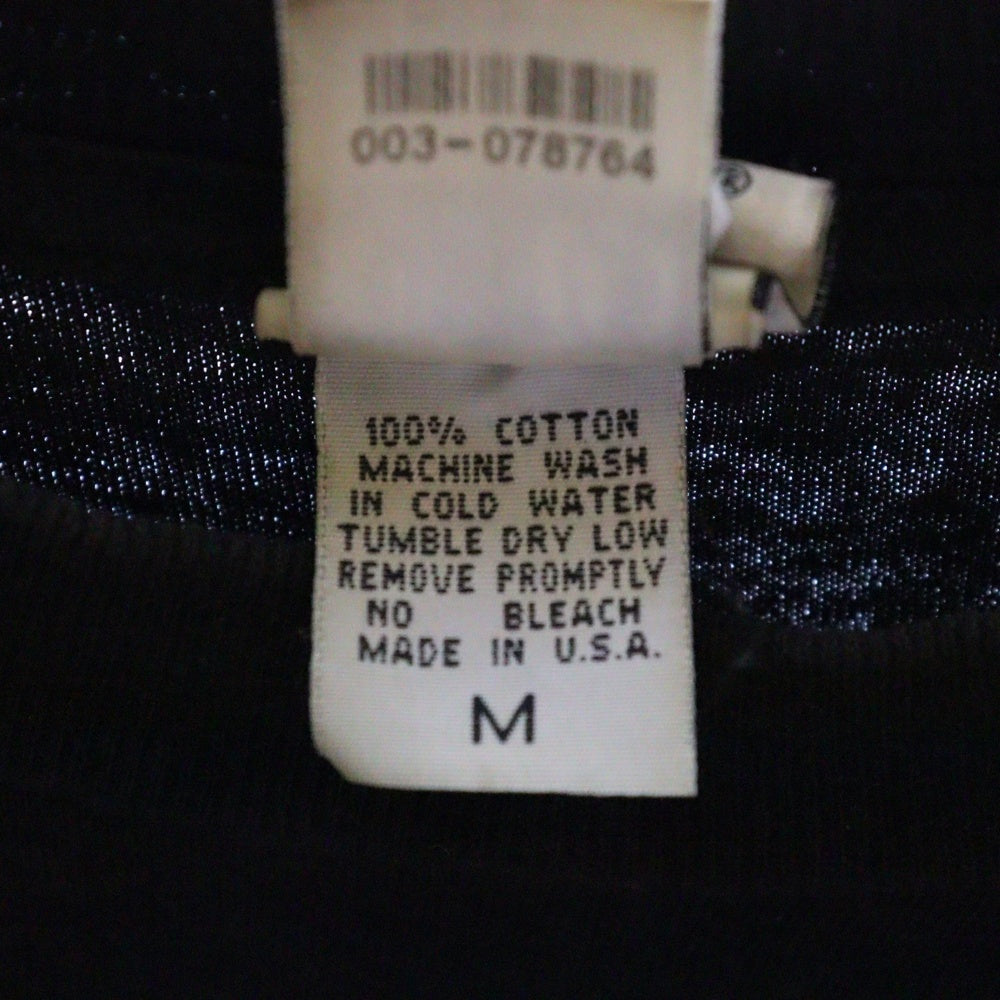 003-078764
®
100% COTTON
MACHINE WASH
IN COLD WATER
TUMBLE DRY LOW
REMOVE PROMPTLY
NO BLEACH
MADE IN U.S.A.
M